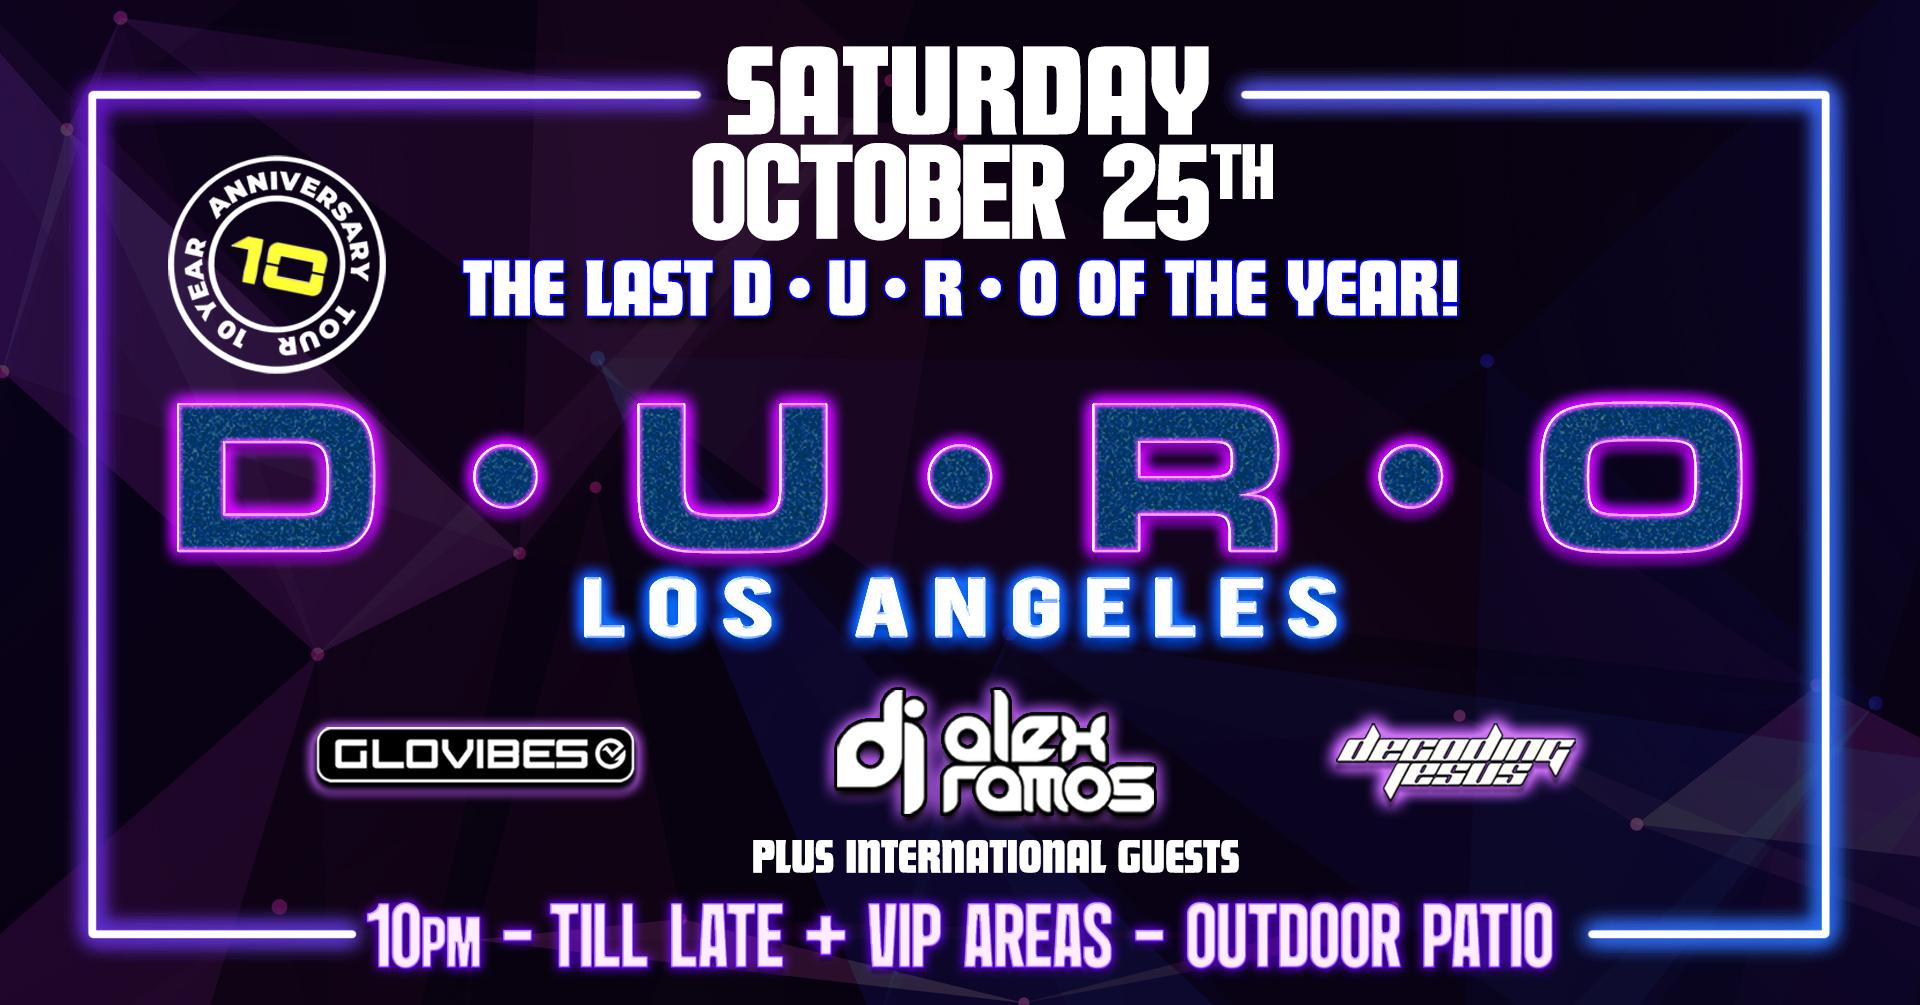 SATURDAY
OCTOBER 25TH
THE LAST D•U•R•O OF THE YEAR!
10 YEAR ANNIVERSARY TOUR
10
D•U•R•O
LOS ANGELES
GLOVIBES
dj alex ramos
decoding jesus
PLUS INTERNATIONAL GUESTS
10PM - TILL LATE + VIP AREAS - OUTDOOR PATIO